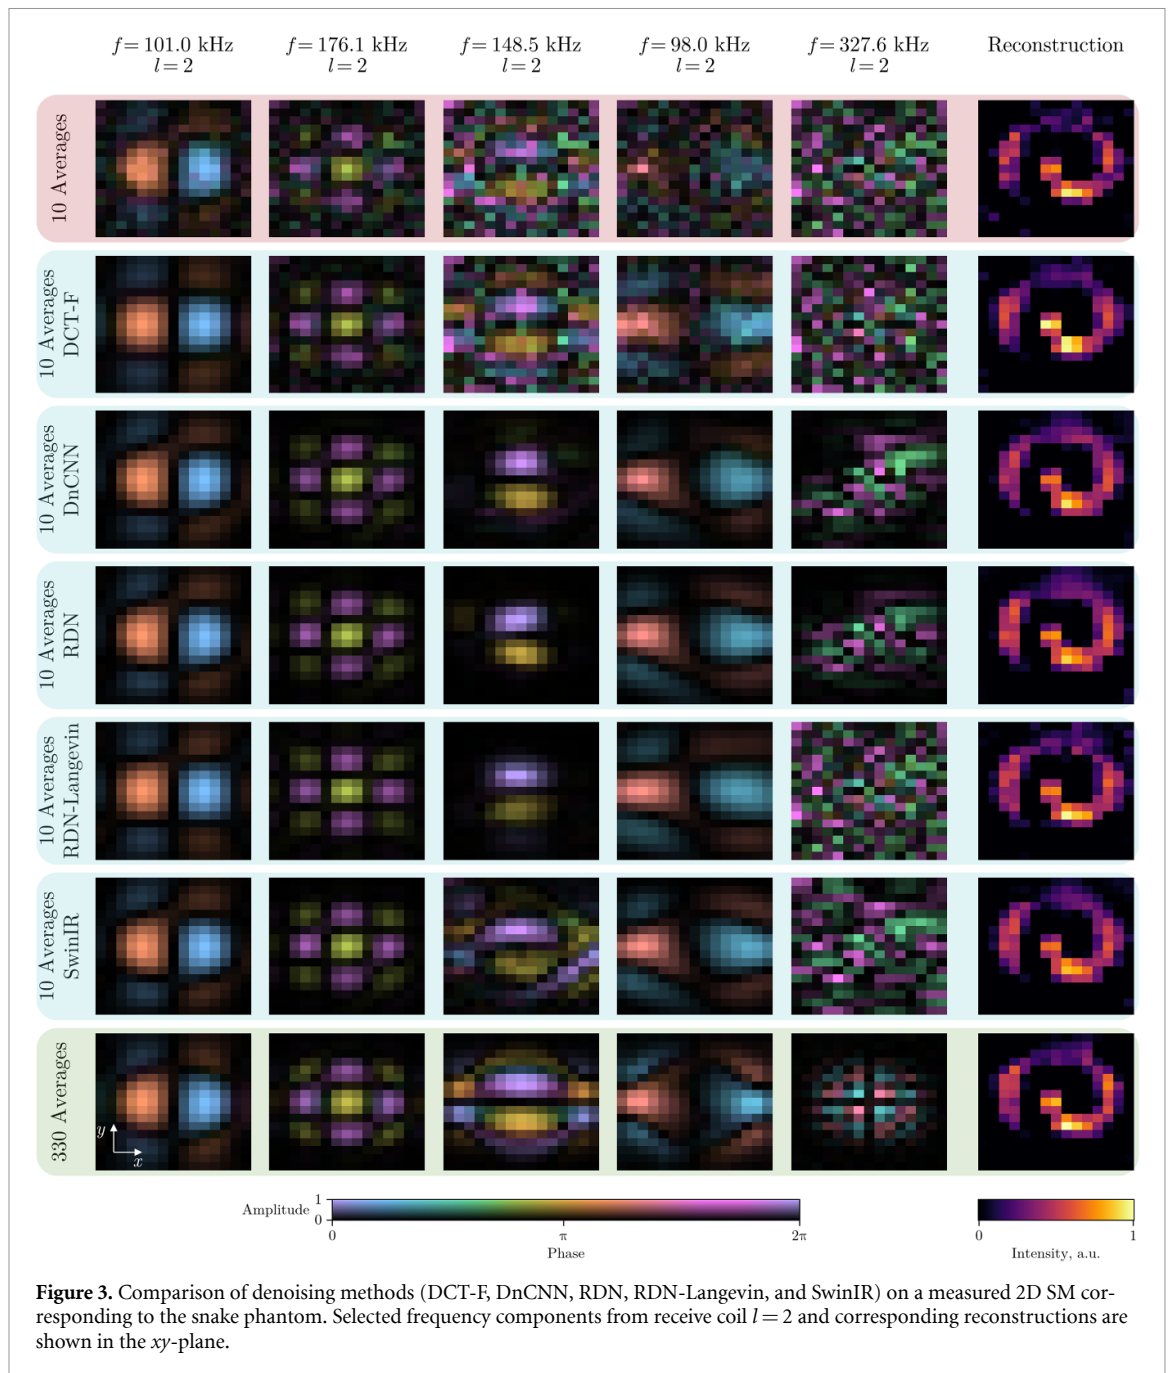 f = 101.0 kHz
l = 2
f = 176.1 kHz
l = 2
f = 148.5 kHz
l = 2
f = 98.0 kHz
l = 2
f = 327.6 kHz
l = 2
Reconstruction
10 Averages
10 Averages
DCT-F
10 Averages
DnCNN
10 Averages
RDN
10 Averages
RDN-Langevin
10 Averages
SwinIR
330 Averages
y
x
Amplitude
1
0
0
π
2π
Phase
0
1
Intensity, a.u.
Figure 3. Comparison of denoising methods (DCT-F, DnCNN, RDN, RDN-Langevin, and SwinIR) on a measured 2D SM cor-
responding to the snake phantom. Selected frequency components from receive coil l = 2 and corresponding reconstructions are
shown in the xy-plane.